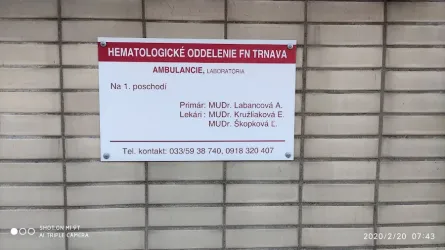 HEMATOLOGICKÉ ODDELENIE FN TRNAVA
AMBULANCIE, LABORATÓRIA
Na 1. poschodí
Primár: MUDr. Labancová A.
Lekári : MUDr. Kružliaková E.
MUDr. Škopková Ľ.
Tel. kontakt: 033/59 38 740, 0918 320 407
SHOT ON MI 9T
AI TRIPLE CAMERA
2020/2/20 07:43